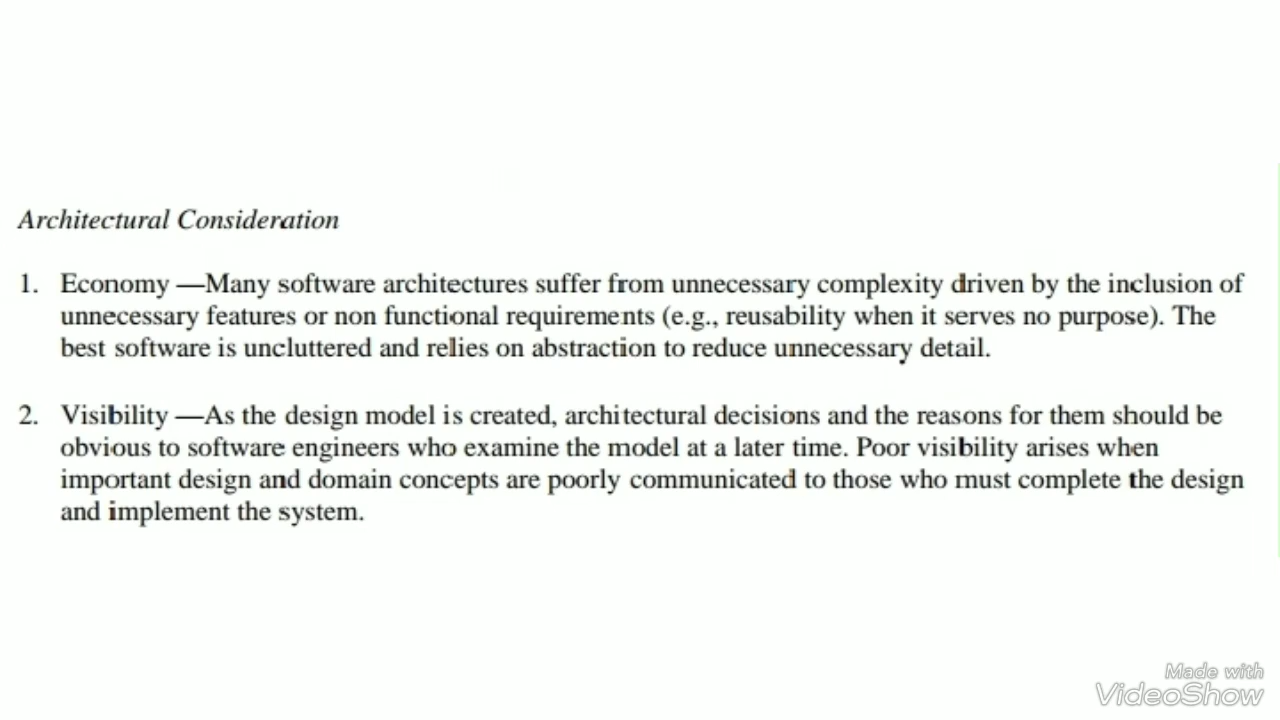 Architectural Consideration
1. Economy —Many software architectures suffer from unnecessary complexity driven by the inclusion of
unnecessary features or non functional requirements (e.g., reusability when it serves no purpose). The
best software is uncluttered and relies on abstraction to reduce unnecessary detail.
2. Visibility —As the design model is created, architectural decisions and the reasons for them should be
obvious to software engineers who examine the model at a later time. Poor visibility arises when
important design and domain concepts are poorly communicated to those who must complete the design
and implement the system.
Made with
VideoShow